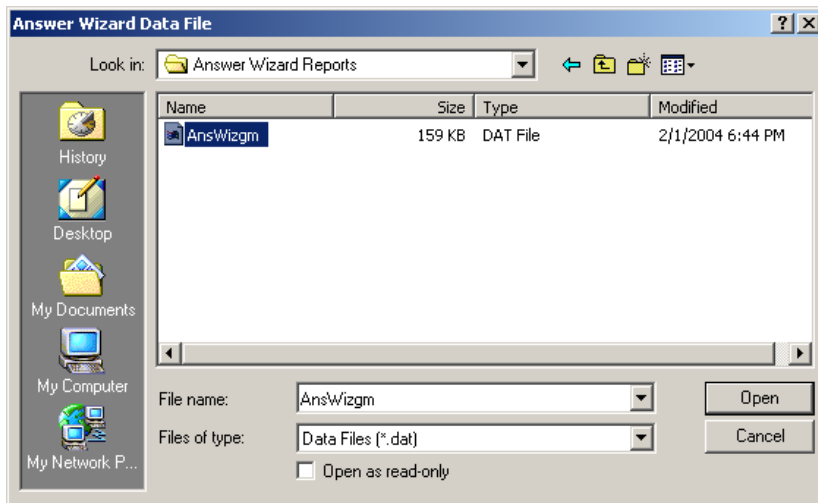 Answer Wizard Data File
Look in: Answer Wizard Reports
Name Size Type Modified
AnsWizgm 159 KB DAT File 2/1/2004 6:44 PM
History
Desktop
My Documents
My Computer
My Network P...
File name: AnsWizgm Open
Files of type: Data Files (*.dat) Cancel
Open as read-only